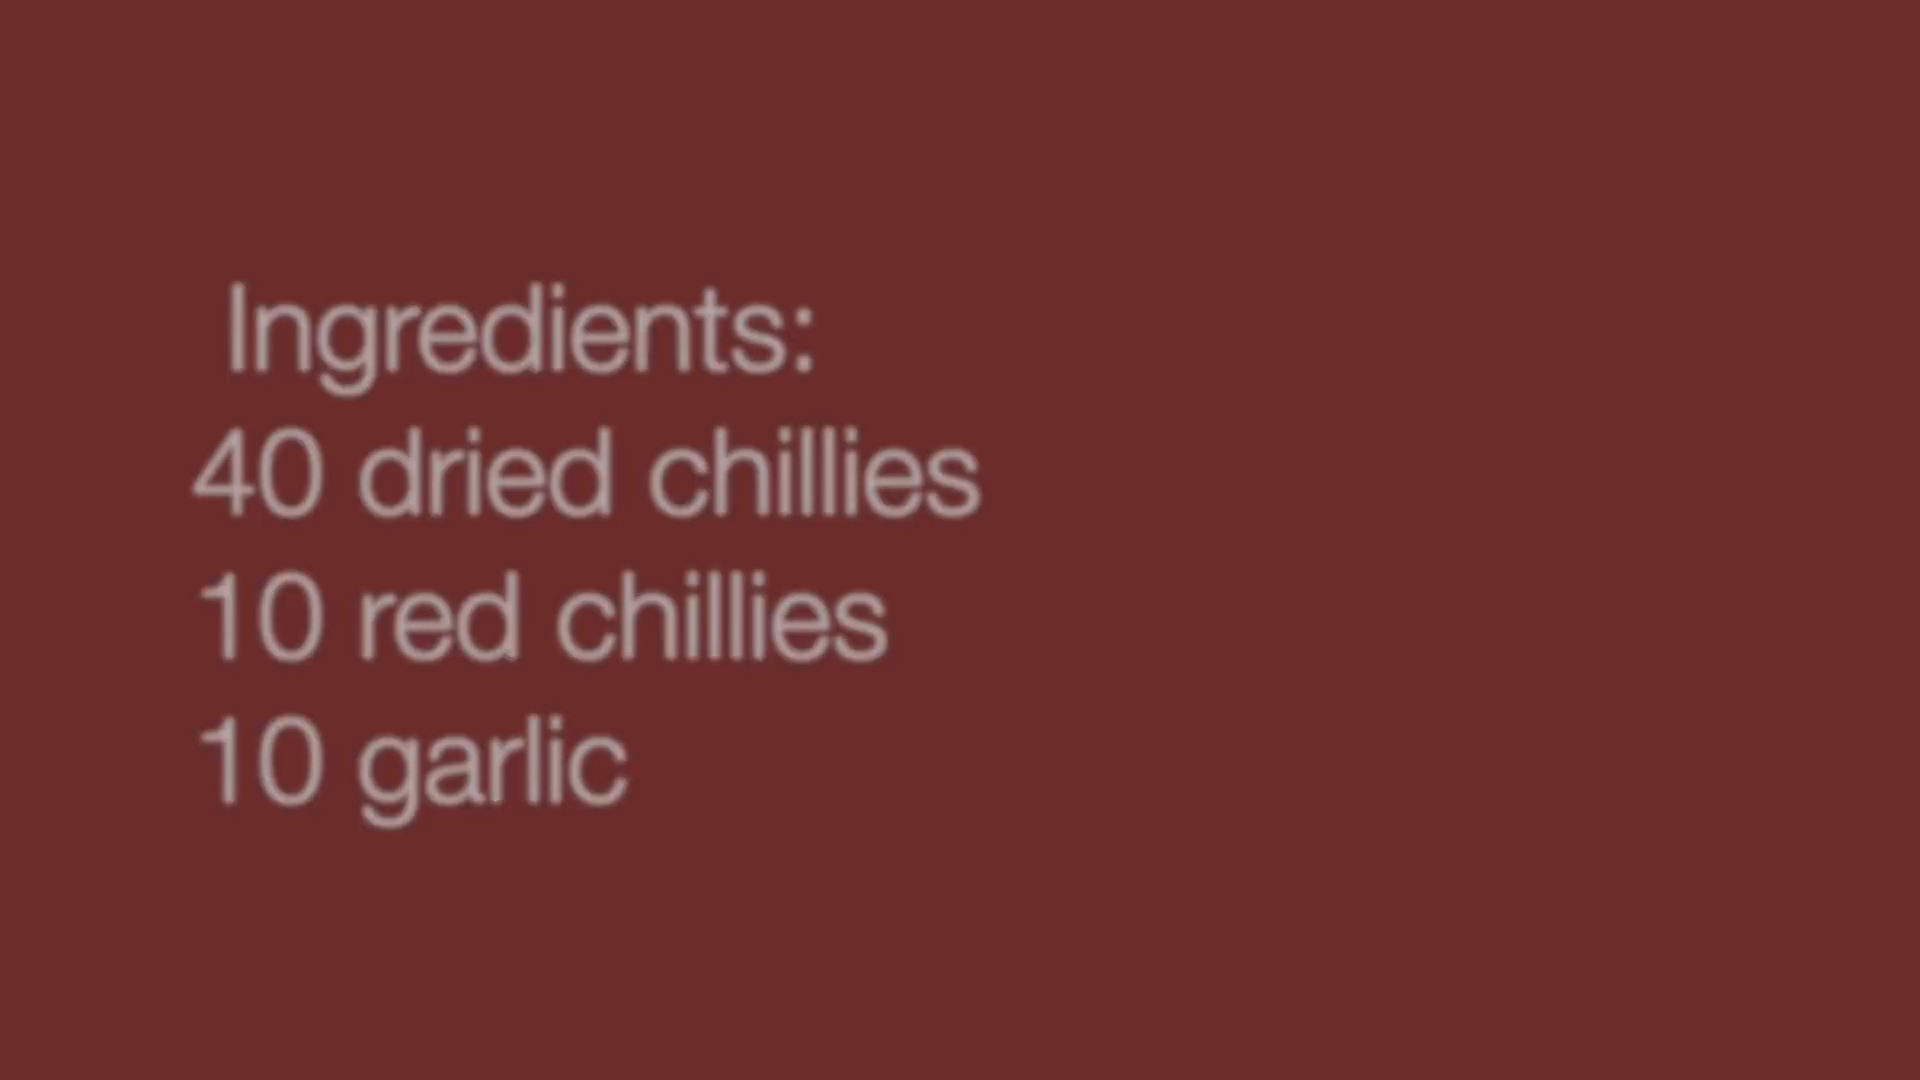 Ingredients:
40 dried chillies
10 red chillies
10 garlic